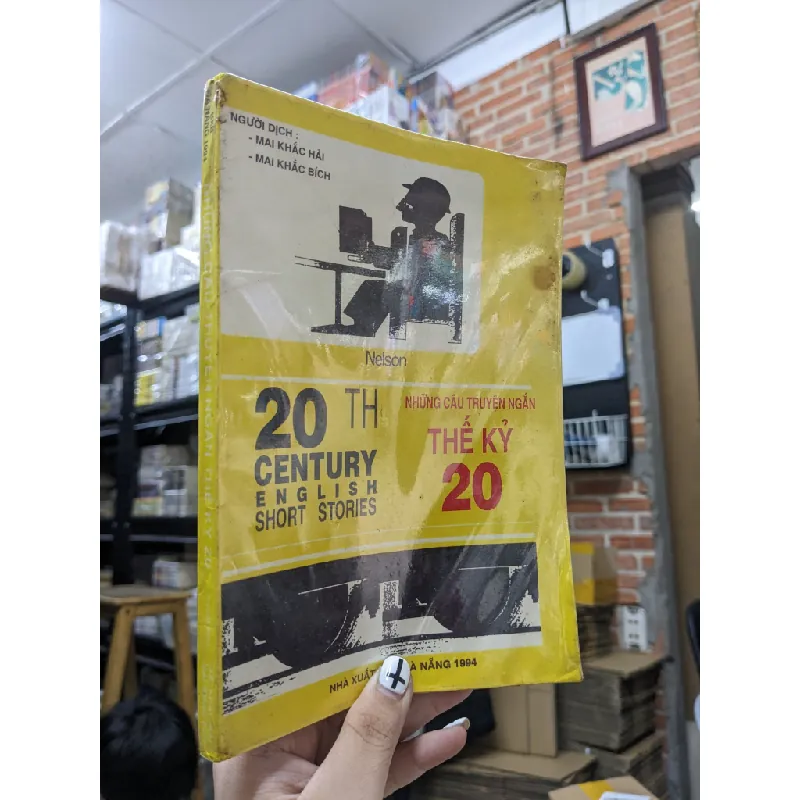 NGƯỜI DỊCH :
- MAI KHẮC HẢI
- MAI KHẮC BÍCH
Nelson
20 TH
CENTURY
ENGLISH
SHORT STORIES
NHỮNG CÂU TRUYỆN NGẮN
THẾ KỶ
20
NHÀ XUẤT NẴNG 1994